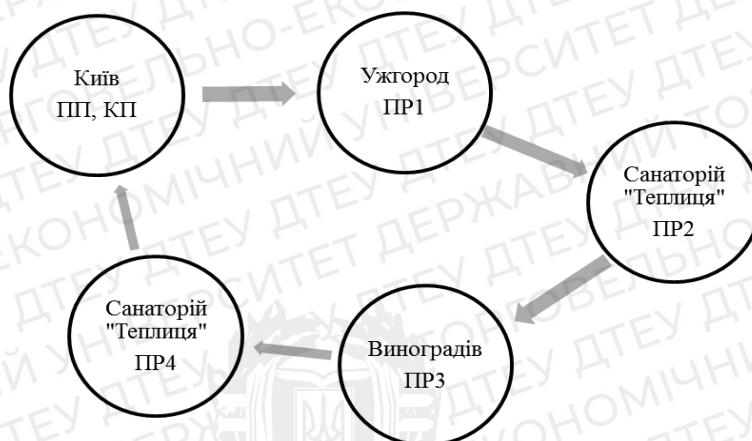 Київ
ПП, КП
Ужгород
ПР1
Санаторій
"Теплиця"
ПР2
Виноградів
ПР3
Санаторій
"Теплиця"
ПР4